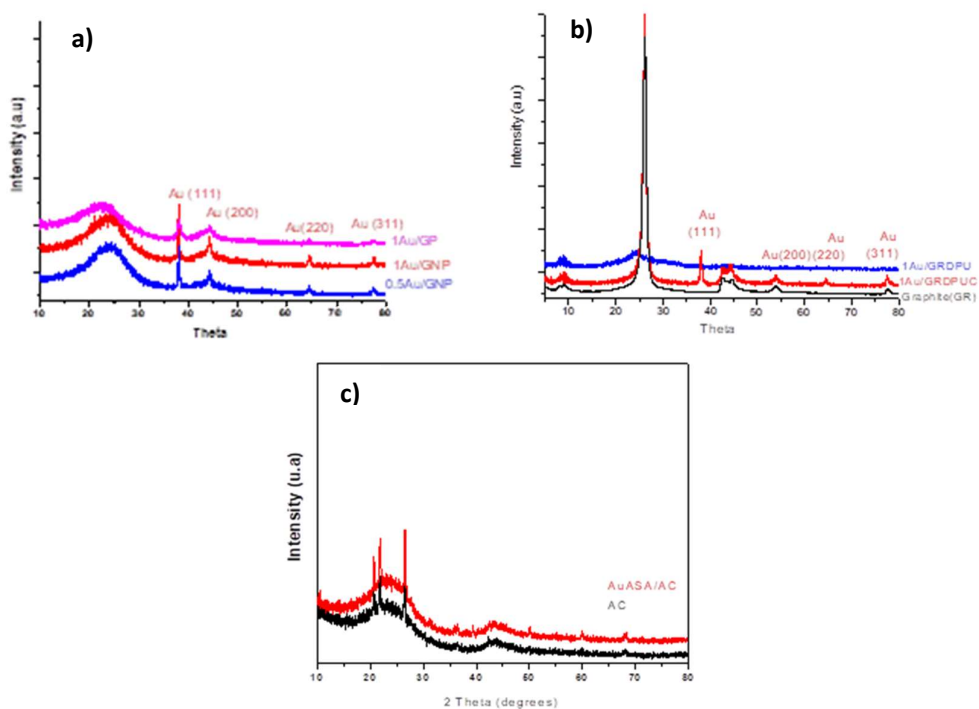 a)
Intensity (a.u)
Au (111)
Au (200)
Au(220)
Au (311)
1Au/GP
1Au/GNP
0.5Au/GNP
10 20 30 40 50 60 70 80
Theta
b)
Intensity (a.u)
Au
(111)
Au(200)
Au
(220)
Au
(311)
1Au/GRDPU
1Au/GRDPUC
Graphite(GR)
10 20 30 40 50 60 70 80
Theta
c)
Intensity (u.a)
AuASA/AC
AC
10 20 30 40 50 60 70 80
2 Theta (degrees)